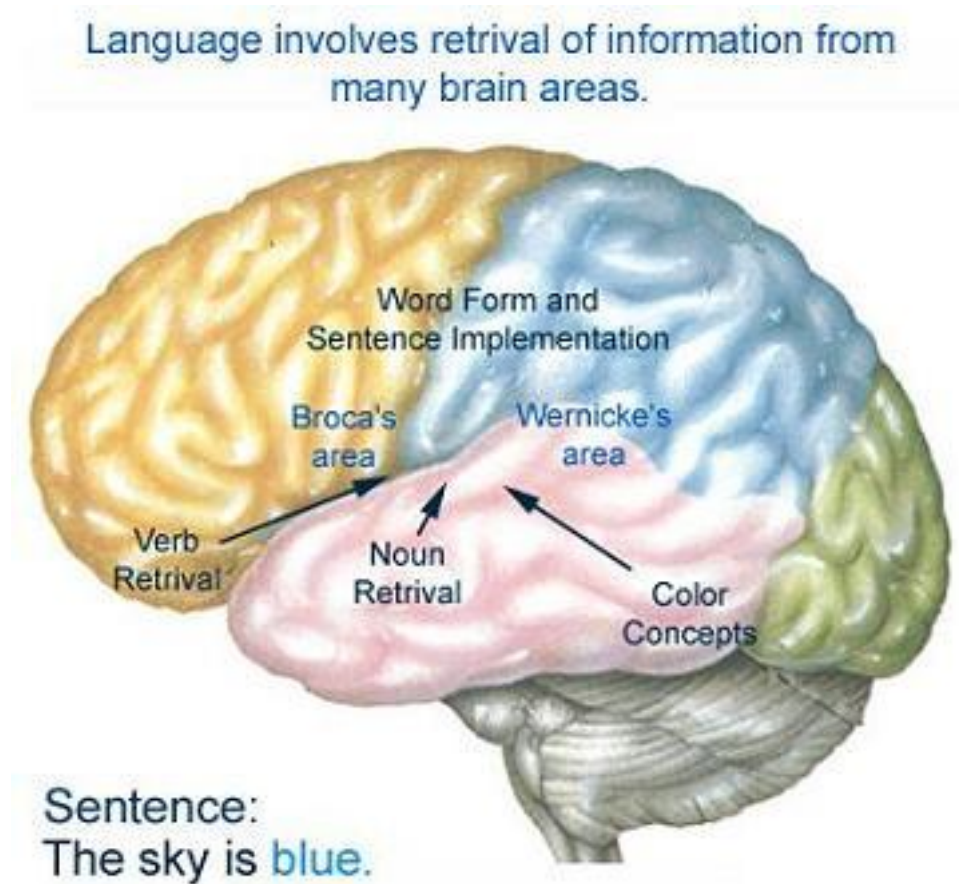 Language involves retrival of information from
many brain areas.
Word Form and
Sentence Implementation
Broca's
area
Wernicke's
area
Verb
Retrival
Noun
Retrival
Color
Concepts
Sentence:
The sky is blue.